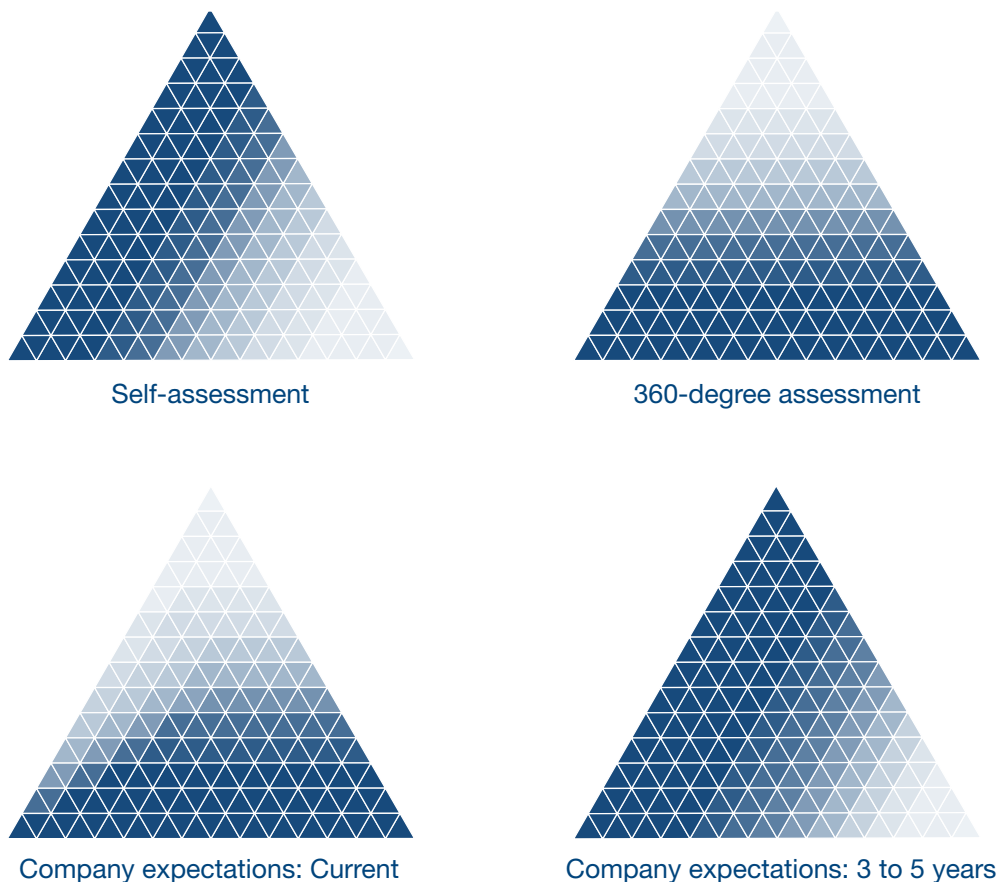 Self-assessment
360-degree assessment
Company expectations: Current
Company expectations: 3 to 5 years